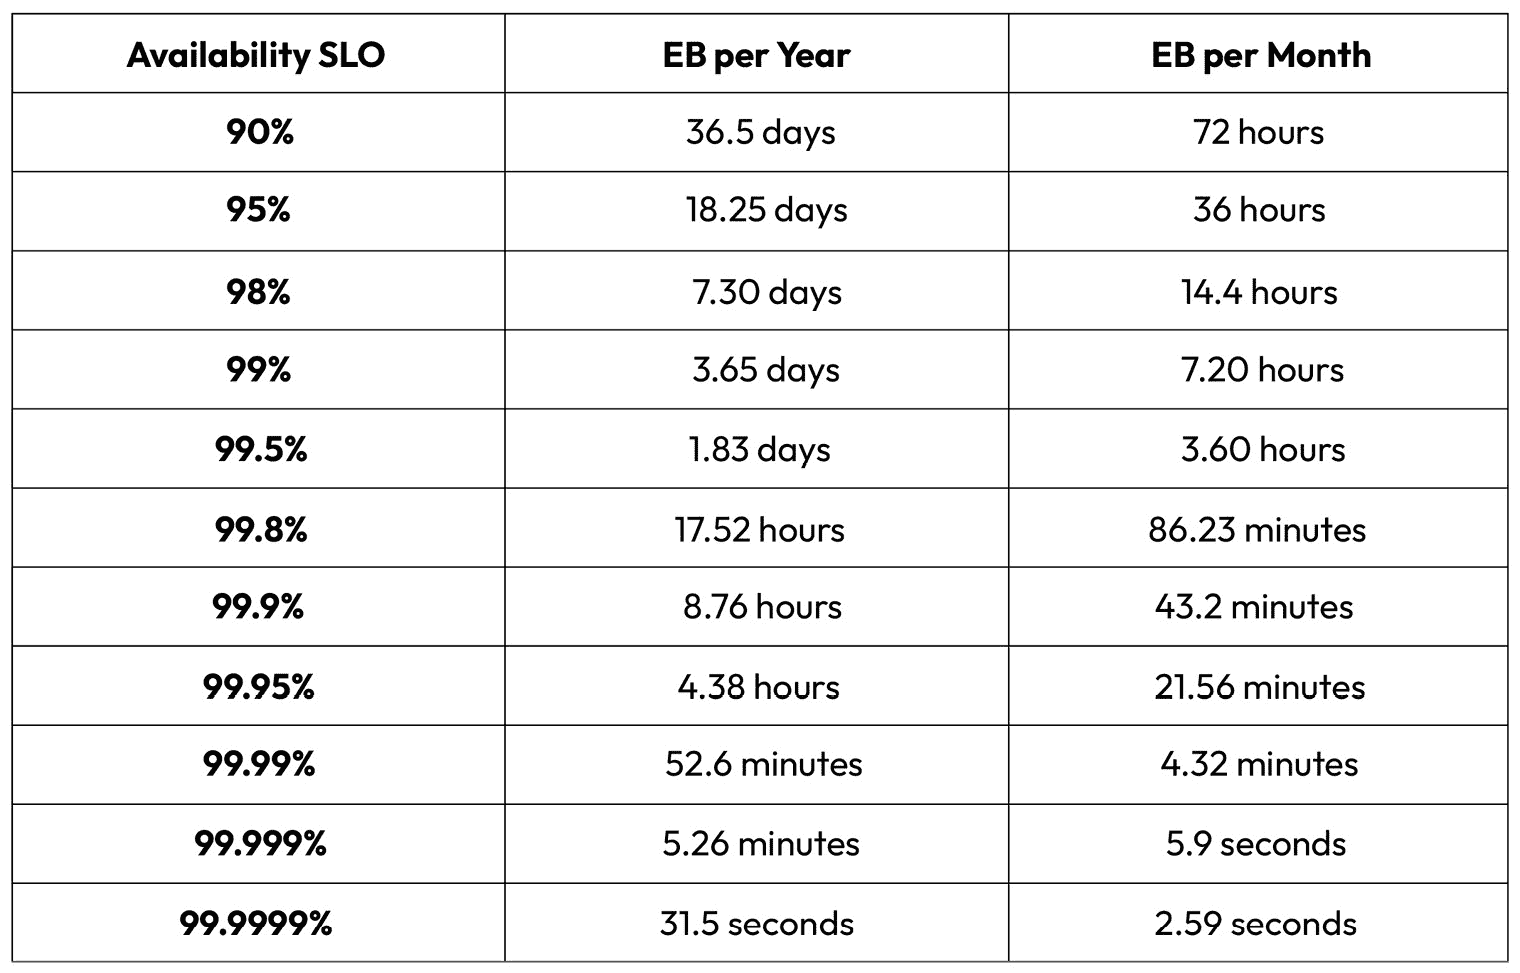 Availability SLO EB per Year EB per Month
90% 36.5 days 72 hours
95% 18.25 days 36 hours
98% 7.30 days 14.4 hours
99% 3.65 days 7.20 hours
99.5% 1.83 days 3.60 hours
99.8% 17.52 hours 86.23 minutes
99.9% 8.76 hours 43.2 minutes
99.95% 4.38 hours 21.56 minutes
99.99% 52.6 minutes 4.32 minutes
99.999% 5.26 minutes 5.9 seconds
99.9999% 31.5 seconds 2.59 seconds